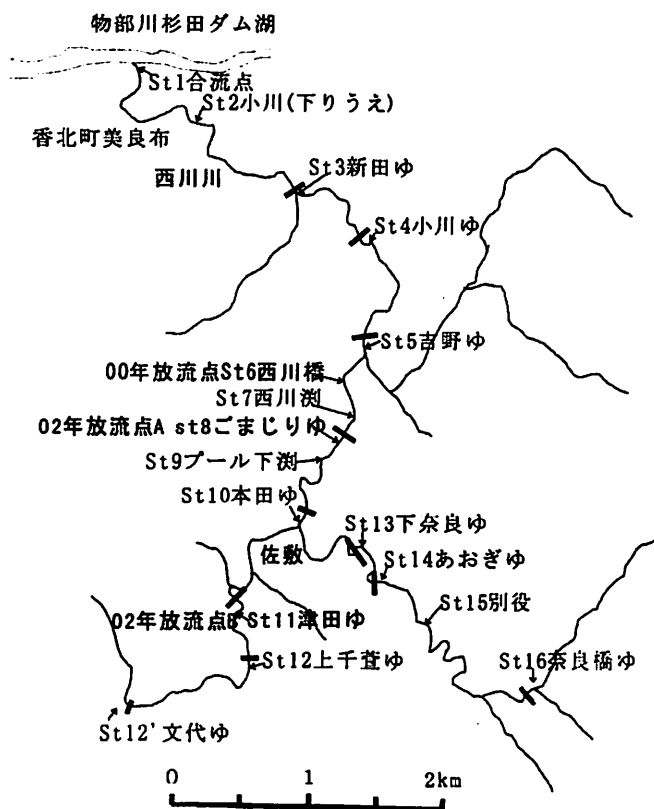 物部川杉田ダム湖
St1合流点
St2小川(下りうえ)
香北町美良布
西川川
St3新田ゆ
St4小川ゆ
St5吉野ゆ
00年放流点St6西川橋
St7西川渕
02年放流点A st8ごまじりゆ
St9プール下渕
St10本田ゆ
St13下奈良ゆ
佐敷
St14あおぎゆ
St15別役
02年放流点B St11津田ゆ
St12上千萱ゆ
St16奈良橋ゆ
St12'文代ゆ
0 1 2km